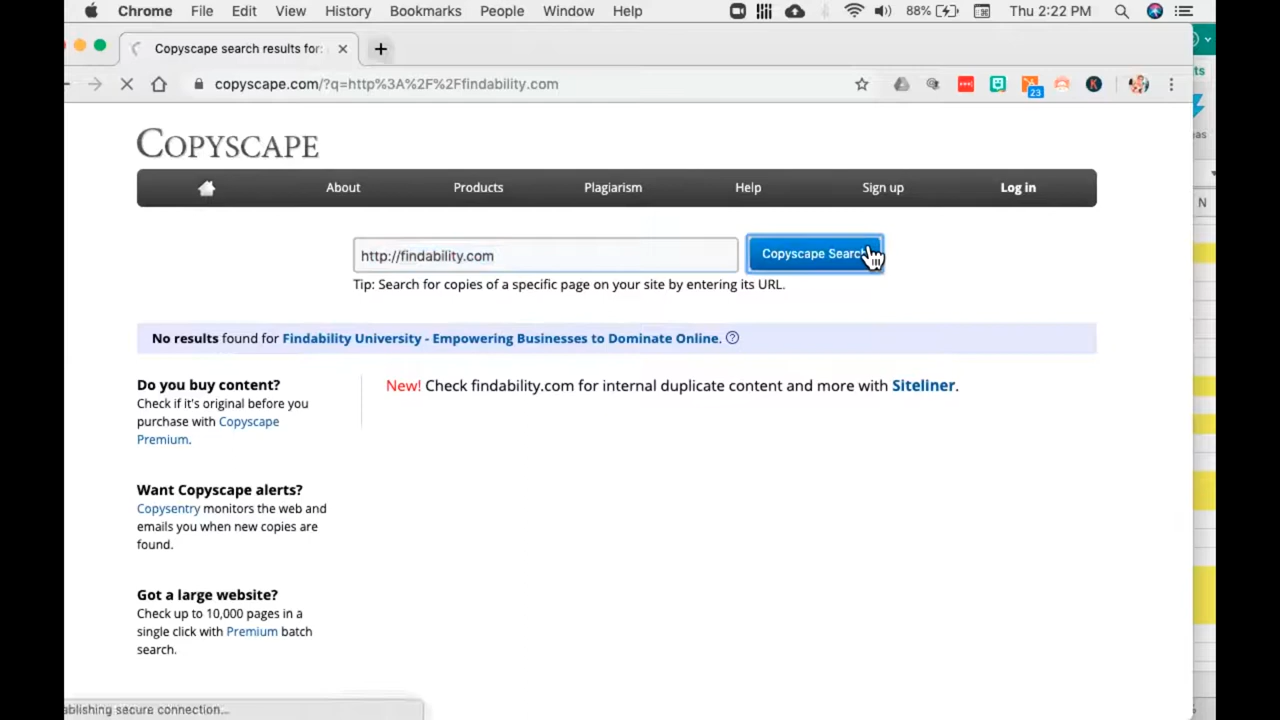 Chrome File Edit View History Bookmarks People Window Help 88% Thu 2:22 PM
Copyscape search results for:
copyscape.com/?q=http%3A%2F%2Ffindability.com
23
K
COPYSCAPE
About Products Plagiarism Help Sign up Log in
http://findability.com Copyscape Search
Tip: Search for copies of a specific page on your site by entering its URL.
No results found for Findability University - Empowering Businesses to Dominate Online. ?
Do you buy content?
Check if it's original before you
purchase with Copyscape
Premium.
New! Check findability.com for internal duplicate content and more with Siteliner.
Want Copyscape alerts?
Copysentry monitors the web and
emails you when new copies are
found.
Got a large website?
Check up to 10,000 pages in a
single click with Premium batch
search.
ablishing secure connection...
ts
eas
N